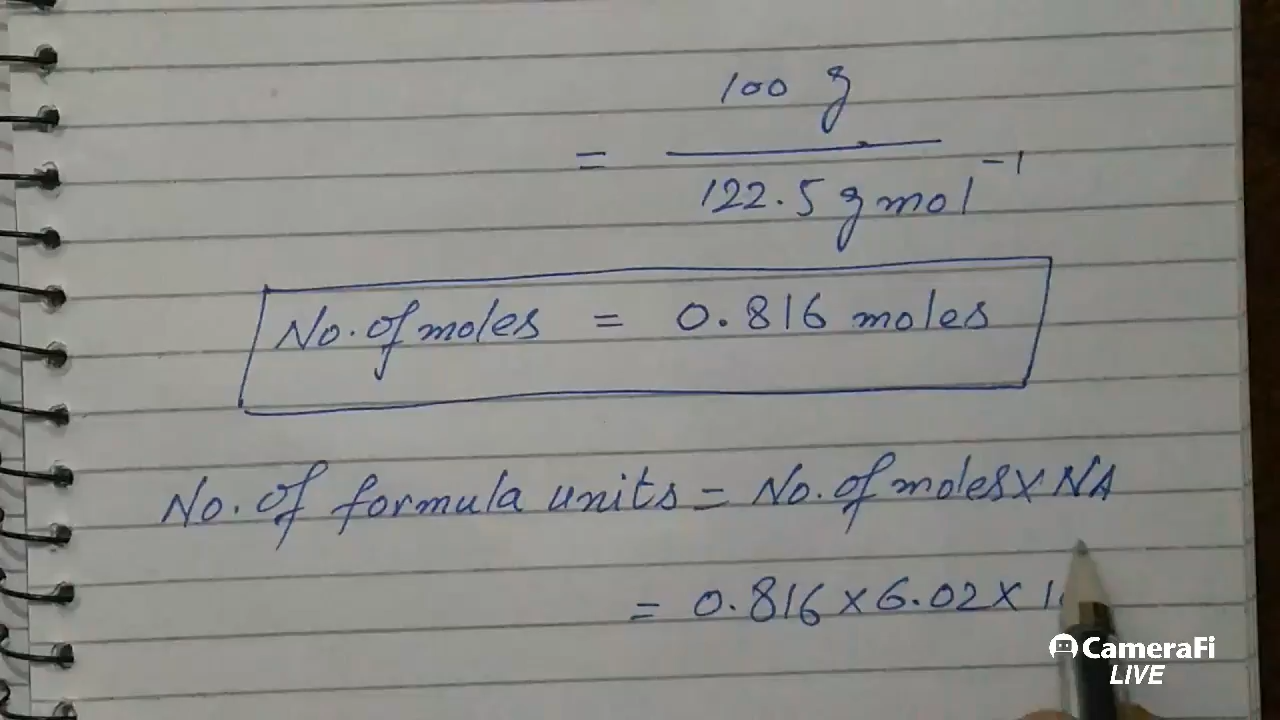 100 g
= ―――
122.5 g mol⁻¹
No. of moles = 0.816 moles
No. of formula units = No. of moles × NA
= 0.816 × 6.02 × 1
CameraFi
LIVE